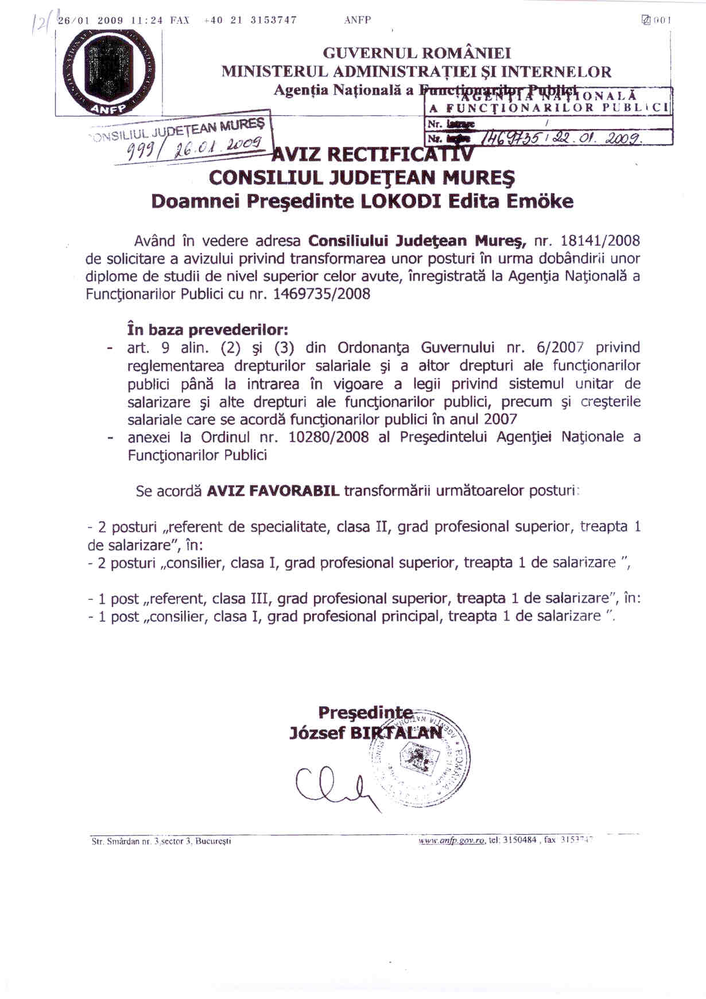 12/
26/01 2009 11:24 FAX +40 21 3153747 ANFP 001
ANFP
GUVERNUL ROMÂNIEI
MINISTERUL ADMINISTRAŢIEI ŞI INTERNELOR
Agenţia Naţională a Funcţionarilor Publici
AGENŢIA NAŢIONALĂ
A FUNCŢIONARILOR PUBLICI
Nr. Intrare /
Nr. Ieşire 1469735 / 22.01.2009.
CONSILIUL JUDEŢEAN MUREŞ
999/ 26.01.2009
AVIZ RECTIFICATIV
CONSILIUL JUDEŢEAN MUREŞ
Doamnei Preşedinte LOKODI Edita Emöke
Având în vedere adresa Consiliului Judeţean Mureş, nr. 18141/2008
de solicitare a avizului privind transformarea unor posturi în urma dobândirii unor
diplome de studii de nivel superior celor avute, înregistrată la Agenţia Naţională a
Funcţionarilor Publici cu nr. 1469735/2008
În baza prevederilor:
- art. 9 alin. (2) şi (3) din Ordonanţa Guvernului nr. 6/2007 privind
reglementarea drepturilor salariale şi a altor drepturi ale funcţionarilor
publici până la intrarea în vigoare a legii privind sistemul unitar de
salarizare şi alte drepturi ale funcţionarilor publici, precum şi creşterile
salariale care se acordă funcţionarilor publici în anul 2007
- anexei la Ordinul nr. 10280/2008 al Preşedintelui Agenţiei Naţionale a
Funcţionarilor Publici
Se acordă AVIZ FAVORABIL transformării următoarelor posturi:
- 2 posturi „referent de specialitate, clasa II, grad profesional superior, treapta 1
de salarizare”, în:
- 2 posturi „consilier, clasa I, grad profesional superior, treapta 1 de salarizare ”,
- 1 post „referent, clasa III, grad profesional superior, treapta 1 de salarizare”, în:
- 1 post „consilier, clasa I, grad profesional principal, treapta 1 de salarizare ”.
Preşedinte
József BIRTALAN
ROMÂNIA
Str. Smârdan nr. 3,sector 3, Bucureşti www.anfp.gov.ro, tel: 3150484 , fax 3153747